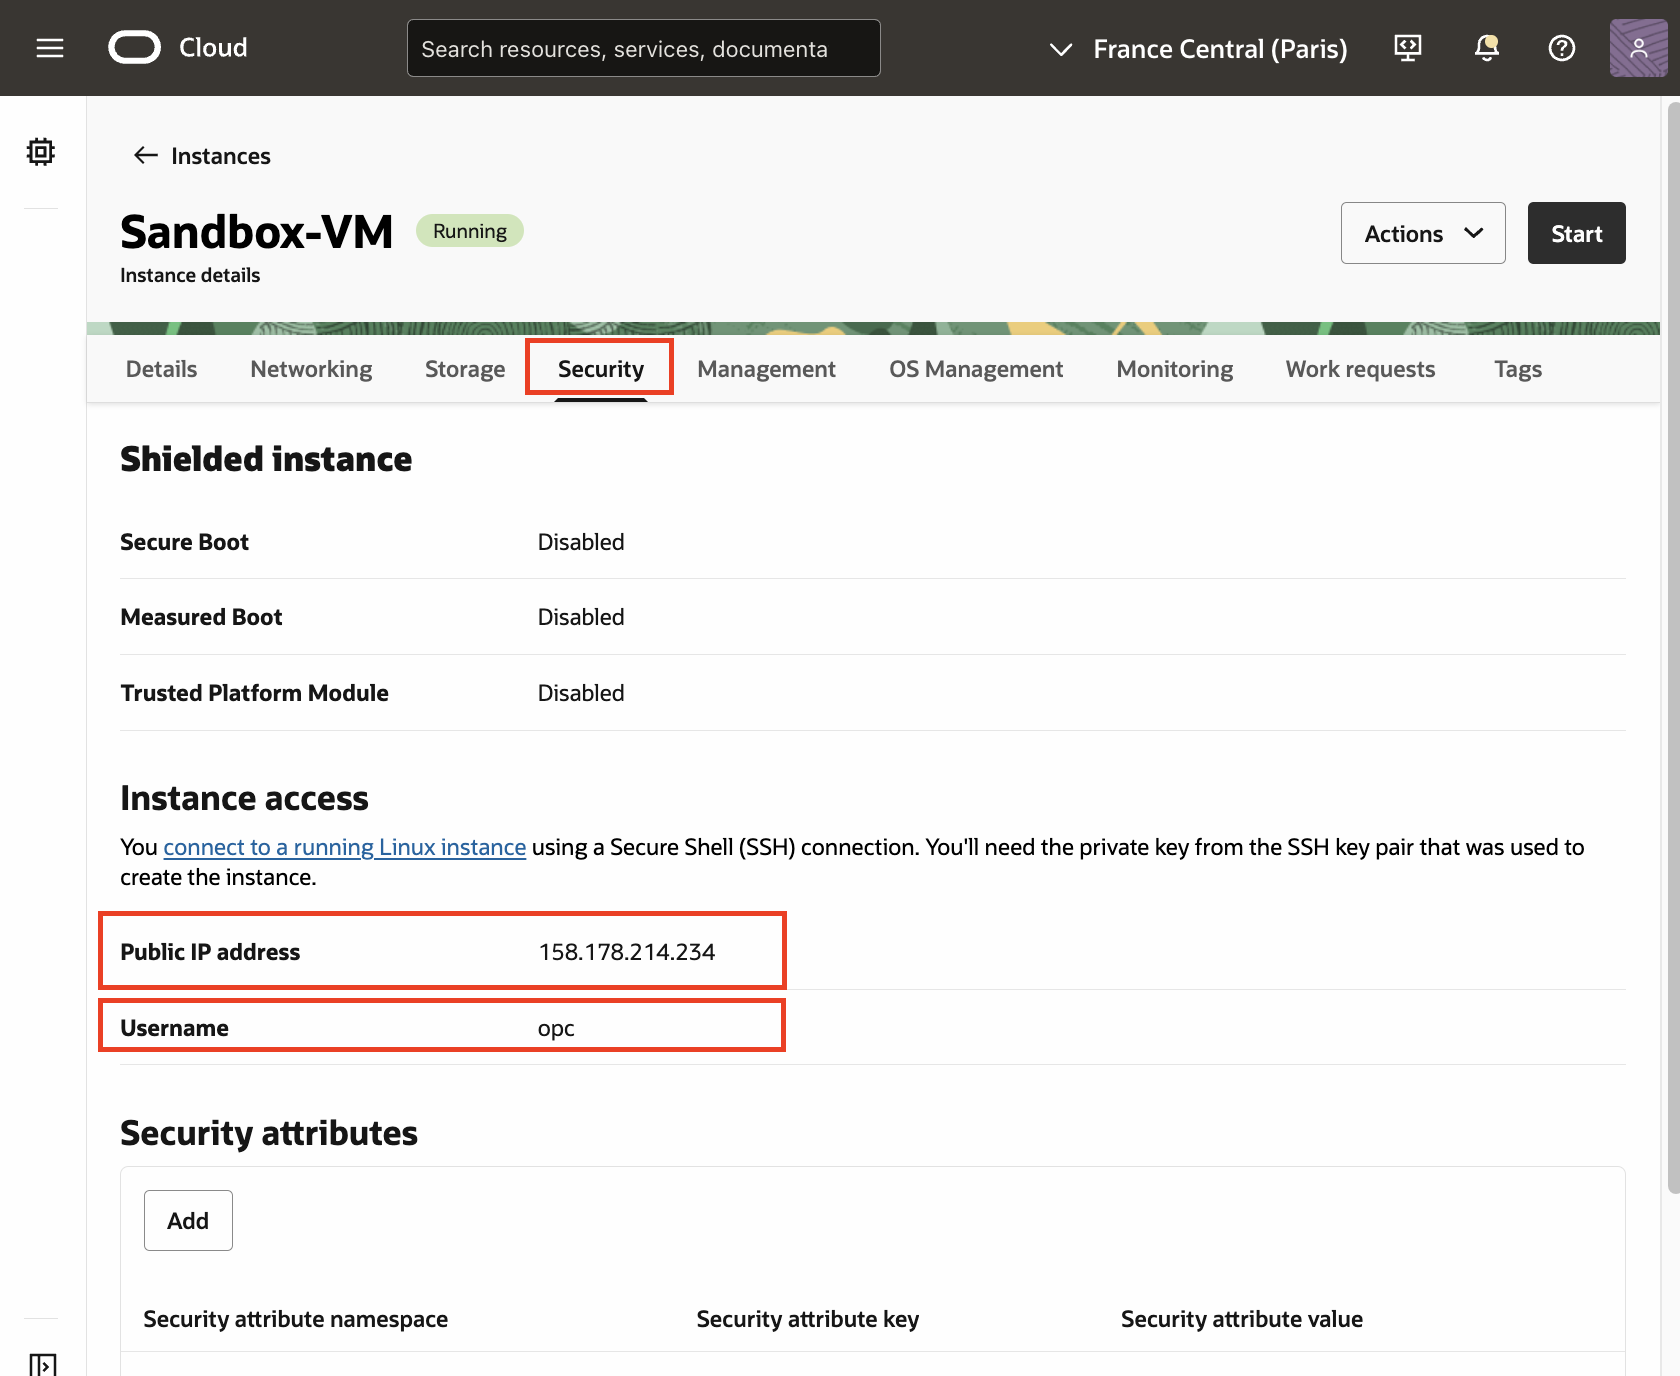 Cloud
Search resources, services, documenta
France Central (Paris)
Instances
Sandbox-VM
Running
Actions
Start
Instance details
Details
Networking
Storage
Security
Management
OS Management
Monitoring
Work requests
Tags
Shielded instance
Secure Boot Disabled
Measured Boot Disabled
Trusted Platform Module Disabled
Instance access
You connect to a running Linux instance using a Secure Shell (SSH) connection. You'll need the private key from the SSH key pair that was used to
create the instance.
Public IP address 158.178.214.234
Username opc
Security attributes
Add
Security attribute namespace Security attribute key Security attribute value